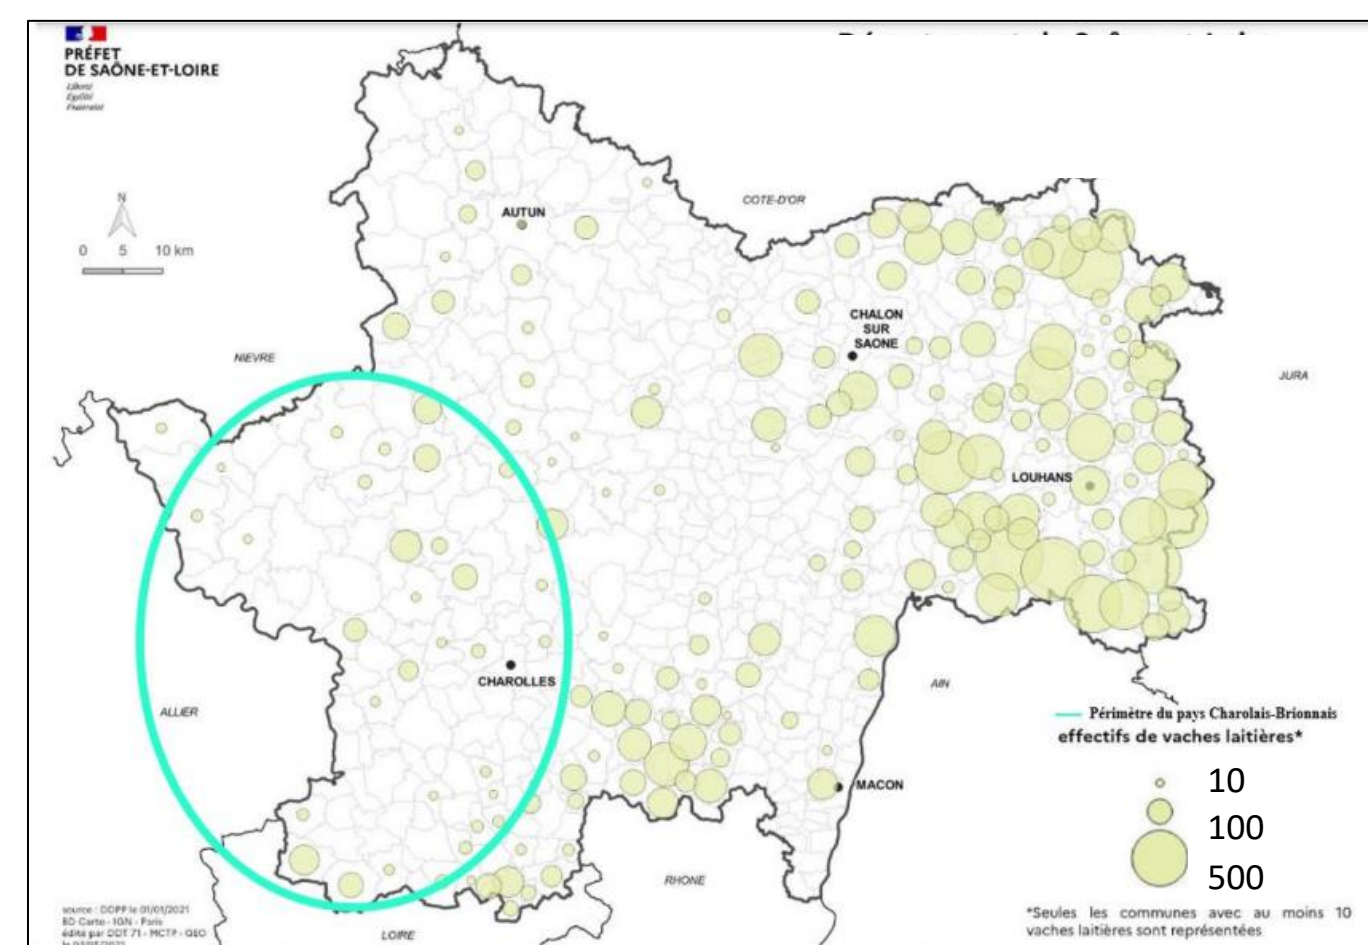 PRÉFET
DE SAÔNE-ET-LOIRE
Liberté
Égalité
Fraternité
N
0 5 10 km
COTE-D'OR
AUTUN
CHALON
SUR
SAONE
NIEVRE
JURA
LOUHANS
CHAROLLES
ALLIER
AIN
MACON
RHONE
LOIRE
Périmètre du pays Charolais-Brionnais
effectifs de vaches laitières*
10
100
500
*Seules les communes avec au moins 10
vaches laitières sont représentées
source : DDPP le 01/01/2021
BD Carto - IGN - Paris
édité par DDT 71 - MCTP - GEO